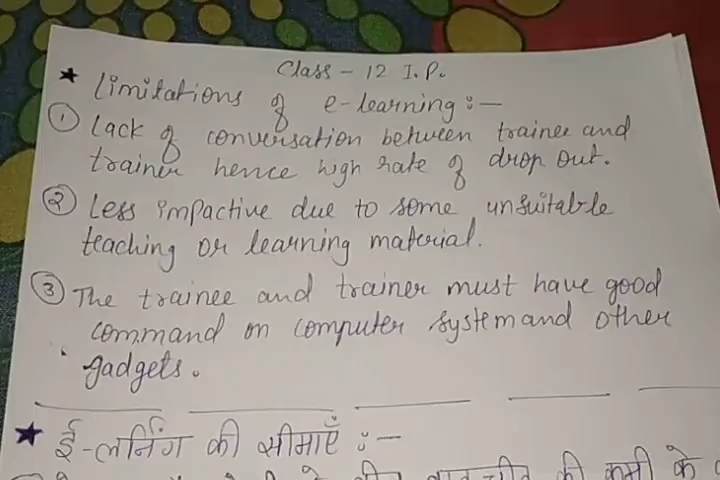 Class - 12 I.P.
★ Limitations of e-learning :-
① Lack of conversation between trainee and
trainer hence high rate of drop out.
② Less impactive due to some unsuitable
teaching or learning material.
③ The trainee and trainer must have good
command on computer system and other
gadgets.
★ ई-लर्निंग की सीमाएँ :-
बीच बातचीत की कमी के